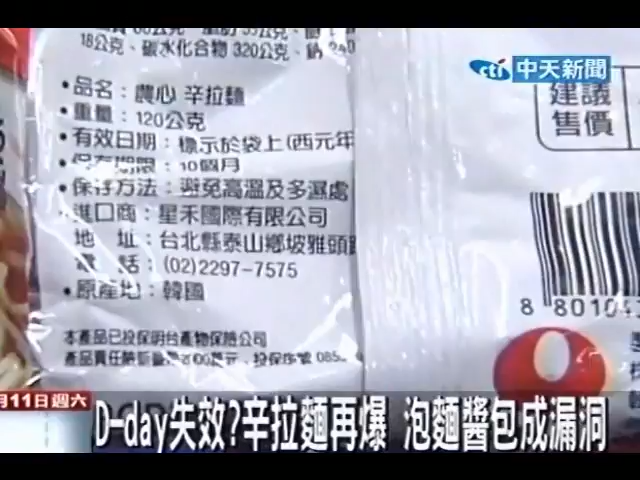 18公克、碳水化合物 320公克、鈉 240
cti 中天新聞
•品名：農心 辛拉麵
•重量：120公克
•有效日期：標示於袋上(西元年
•保存期限：10個月
•保存方法：避免高溫及多濕處
•進口商：星禾國際有限公司
地 址：台北縣泰山鄉坡雅頭路
電 話：(02)2297-7575
•原產地：韓國
本產品已投保明台產物保險公司
建議
售價
8 80104
月11日週六
D-day失效?辛拉麵再爆 泡麵醬包成漏洞